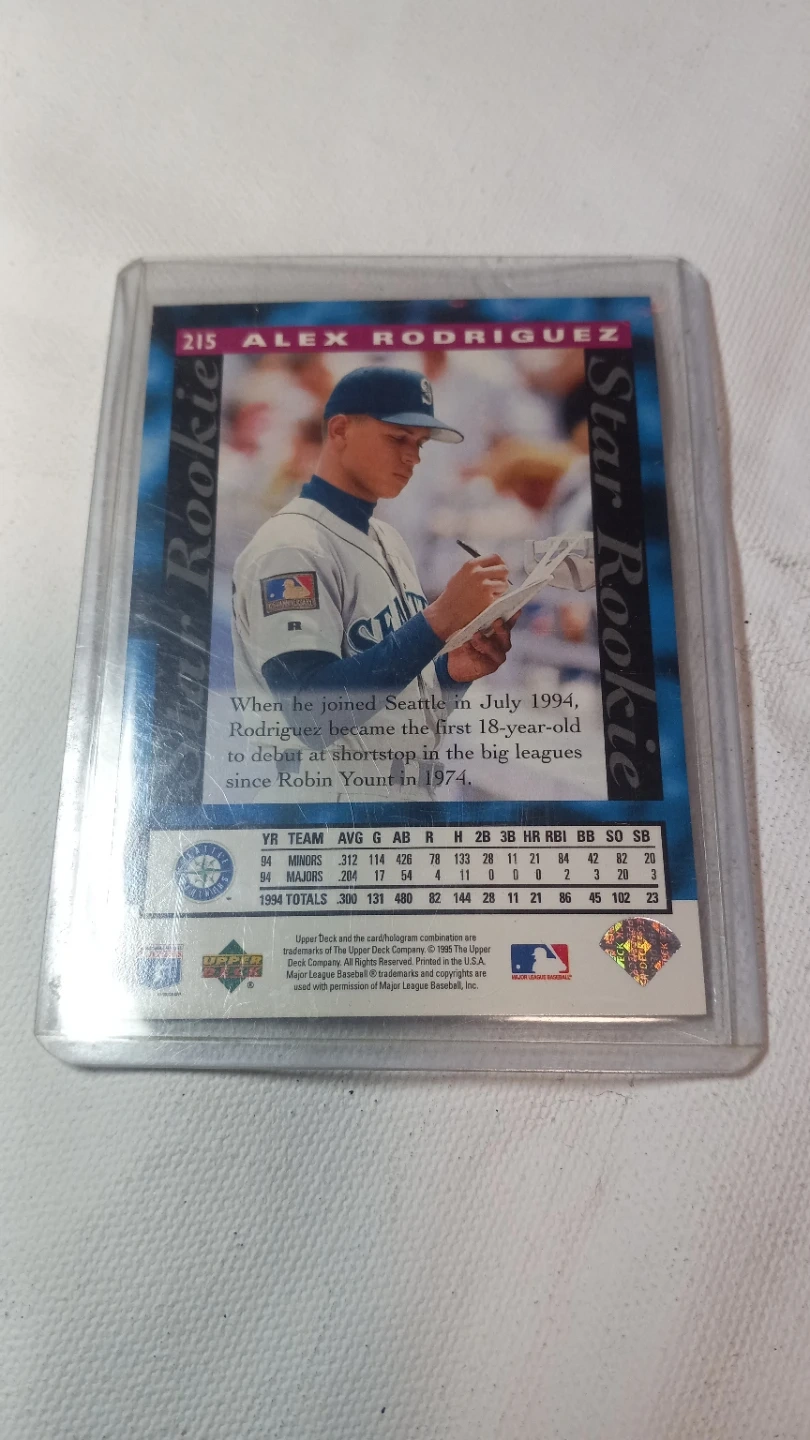 215 ALEX RODRIGUEZ
Star Rookie
Star Rookie
S
SEATT
R
When he joined Seattle in July 1994,
Rodriguez became the first 18-year-old
to debut at shortstop in the big leagues
since Robin Yount in 1974.
YR TEAM AVG G AB R H 2B 3B HR RBI BB SO SB
94 MINORS .312 114 426 78 133 28 11 21 84 42 82 20
94 MAJORS .204 17 54 4 11 0 0 0 2 3 20 3
1994 TOTALS .300 131 480 82 144 28 11 21 86 45 102 23
Upper Deck and the card/hologram combination are
trademarks of The Upper Deck Company. © 1995 The Upper
Deck Company. All Rights Reserved. Printed in the U.S.A.
Major League Baseball® trademarks and copyrights are
used with permission of Major League Baseball, Inc.
UPPER
DECK
®
MAJOR LEAGUE BASEBALL